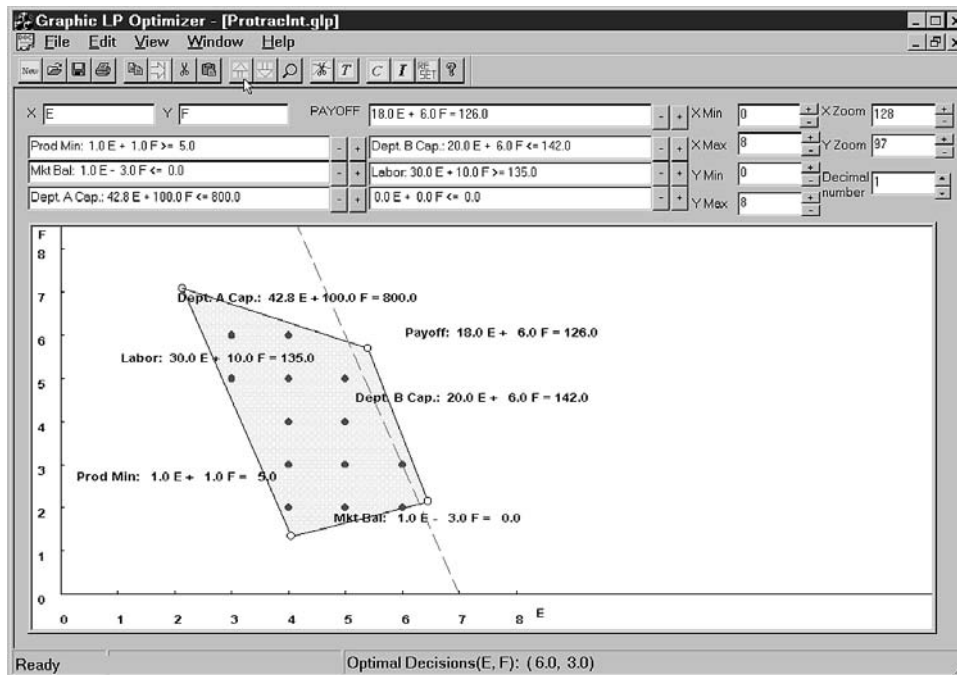 Graphic LP Optimizer - [ProtracInt.glp]
File Edit View Window Help
New T C I RESET ?
X E Y F PAYOFF 18.0 E + 6.0 F = 126.0 - + X Min 0 + - X Zoom 128 + -
Prod Min: 1.0 E + 1.0 F >= 5.0 - + Dept. B Cap.: 20.0 E + 6.0 F <= 142.0 - + X Max 8 + - Y Zoom 97 + -
Mkt Bal: 1.0 E - 3.0 F <= 0.0 - + Labor: 30.0 E + 10.0 F >= 135.0 - + Y Min 0 + - Decimal number 1
Dept. A Cap.: 42.8 E + 100.0 F <= 800.0 - + 0.0 E + 0.0 F <= 0.0 - + Y Max 8 + -
F
8
7
Dept. A Cap.: 42.8 E + 100.0 F = 800.0
Payoff: 18.0 E + 6.0 F = 126.0
6
Labor: 30.0 E + 10.0 F = 135.0
5
Dept. B Cap.: 20.0 E + 6.0 F = 142.0
4
3
Prod Min: 1.0 E + 1.0 F = 5.0
2
Mkt Bal: 1.0 E - 3.0 F = 0.0
1
0
0 1 2 3 4 5 6 7 8 E
Ready Optimal Decisions(E, F): ( 6.0, 3.0)